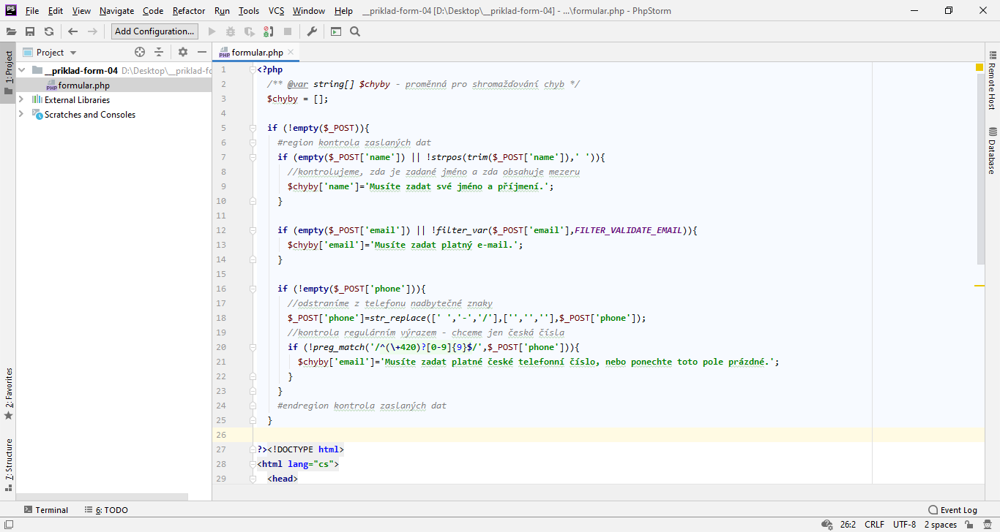 PS File Edit View Navigate Code Refactor Run Tools VCS Window Help __priklad-form-04 [D:\Desktop\__priklad-form-04] - ...\formular.php - PhpStorm
Add Configuration...
1: Project
Project
formular.php
__priklad-form-04 D:\Desktop\__priklad-fo
PHP formular.php
External Libraries
Scratches and Consoles
1 <?php
2 /** @var string[] $chyby - proměnná pro shromažďování chyb */
3 $chyby = [];
4
5 if (!empty($_POST)){
6 #region kontrola zaslaných dat
7 if (empty($_POST['name']) || !strpos(trim($_POST['name']),' ')){
8 //kontrolujeme, zda je zadané jméno a zda obsahuje mezeru
9 $chyby['name']='Musíte zadat své jméno a příjmení.';
10 }
11
12 if (empty($_POST['email']) || !filter_var($_POST['email'],FILTER_VALIDATE_EMAIL)){
13 $chyby['email']='Musíte zadat platný e-mail.';
14 }
15
16 if (!empty($_POST['phone'])){
17 //odstraníme z telefonu nadbytečné znaky
18 $_POST['phone']=str_replace([' ','-','/'],['','',''],$_POST['phone']);
19 //kontrola regulárním výrazem - chceme jen česká čísla
20 if (!preg_match('/^(\+420)?[0-9]{9}$/',$_POST['phone'])){
21 $chyby['email']='Musíte zadat platné české telefonní číslo, nebo ponechte toto pole prázdné.';
22 }
23 }
24 #endregion kontrola zaslaných dat
25 }
26
27 ?><!DOCTYPE html>
28 <html lang="cs">
29 <head>
Remote Host
Database
2: Favorites
7: Structure
Terminal
6: TODO
Event Log
26:2 CRLF UTF-8 2 spaces